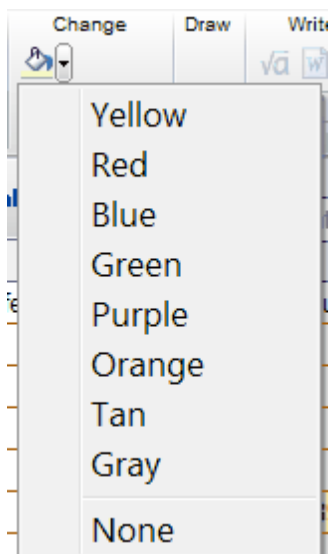 Change Draw Write
√a W
Yellow
Red
Blue
Green
Purple
Orange
Tan
Gray
None